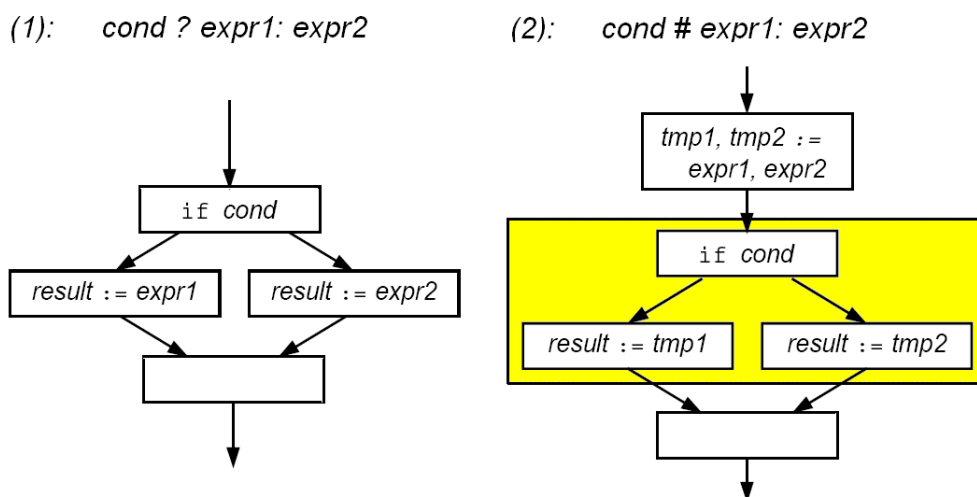 (1): cond ? expr1: expr2
if cond
result := expr1
result := expr2
(2): cond # expr1: expr2
tmp1, tmp2 :=
expr1, expr2
if cond
result := tmp1
result := tmp2